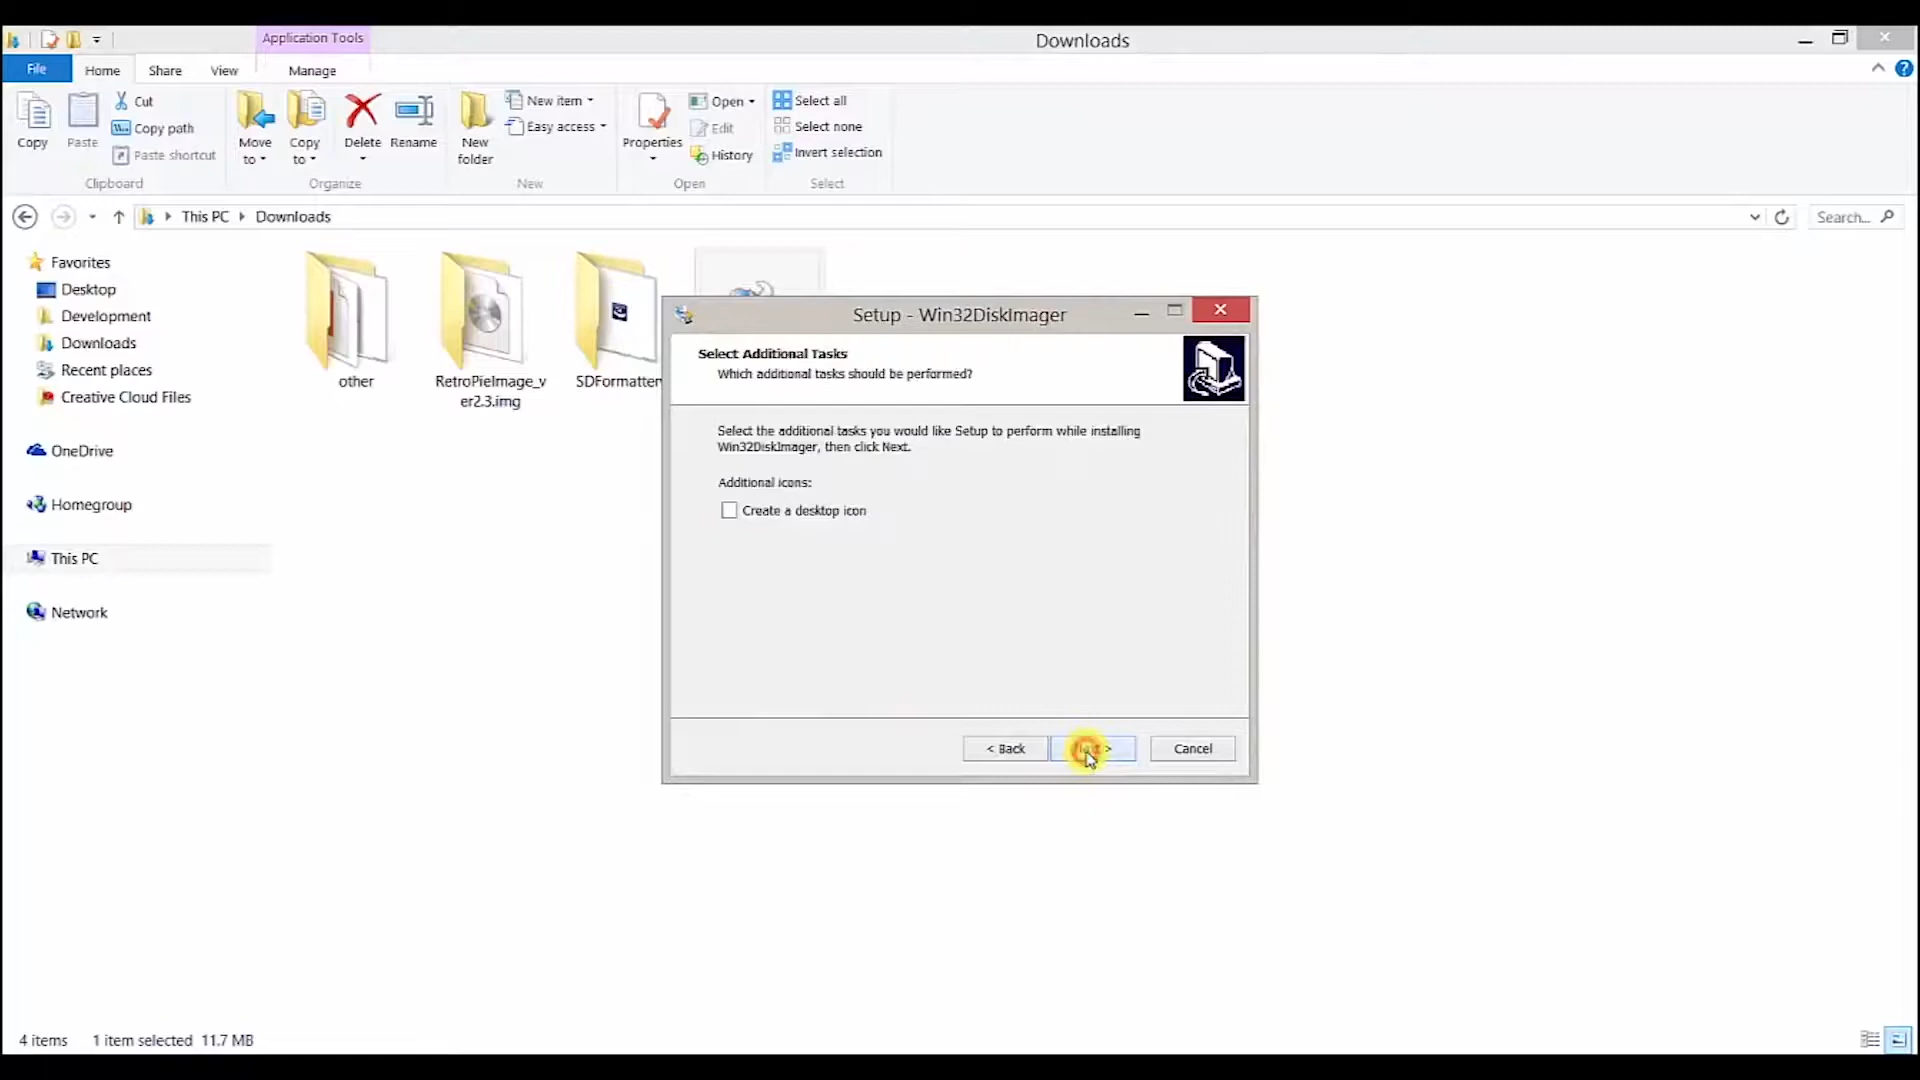 Application Tools
Downloads
File
Home
Share
View
Manage
Copy
Paste
Cut
Copy path
Paste shortcut
Clipboard
Move to
Copy to
Delete
Rename
Organize
New folder
New item
Easy access
New
Properties
Open
Edit
History
Open
Select all
Select none
Invert selection
Select
This PC
Downloads
Search...
Favorites
Desktop
Development
Downloads
Recent places
Creative Cloud Files
OneDrive
Homegroup
This PC
Network
other
RetroPieImage_v
er2.3.img
SDFormatter
Setup - Win32DiskImager
Select Additional Tasks
Which additional tasks should be performed?
Select the additional tasks you would like Setup to perform while installing
Win32DiskImager, then click Next.
Additional icons:
Create a desktop icon
< Back
Next >
Cancel
4 items
1 item selected 11.7 MB